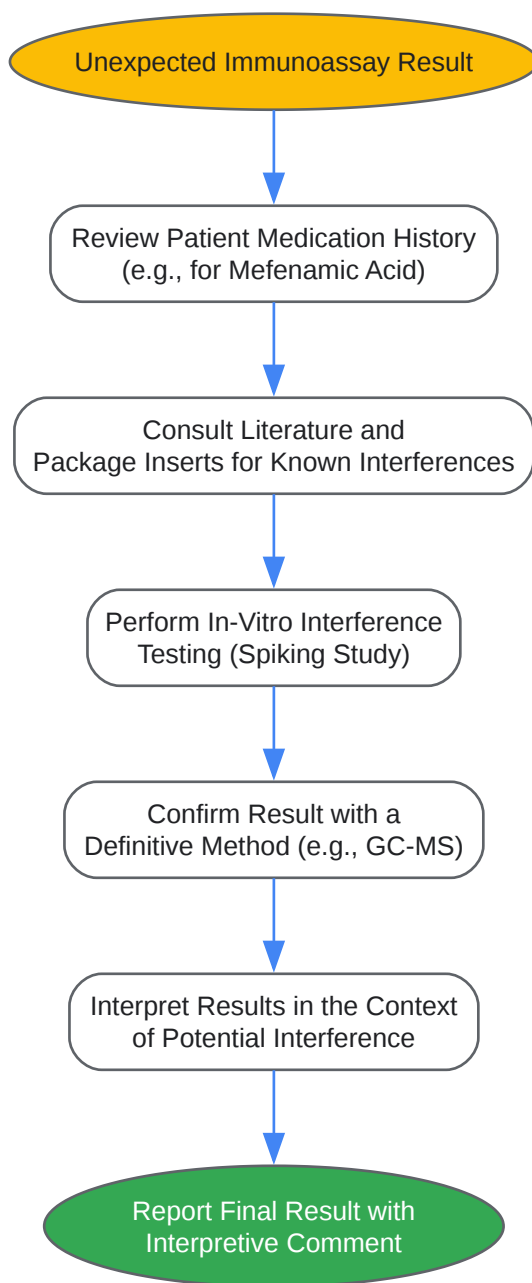 Unexpected Immunoassay Result
Review Patient Medication History
(e.g., for Mefenamic Acid)
Consult Literature and
Package Inserts for Known Interferences
Perform In-Vitro Interference
Testing (Spiking Study)
Confirm Result with a
Definitive Method (e.g., GC-MS)
Interpret Results in the Context
of Potential Interference
Report Final Result with
Interpretive Comment